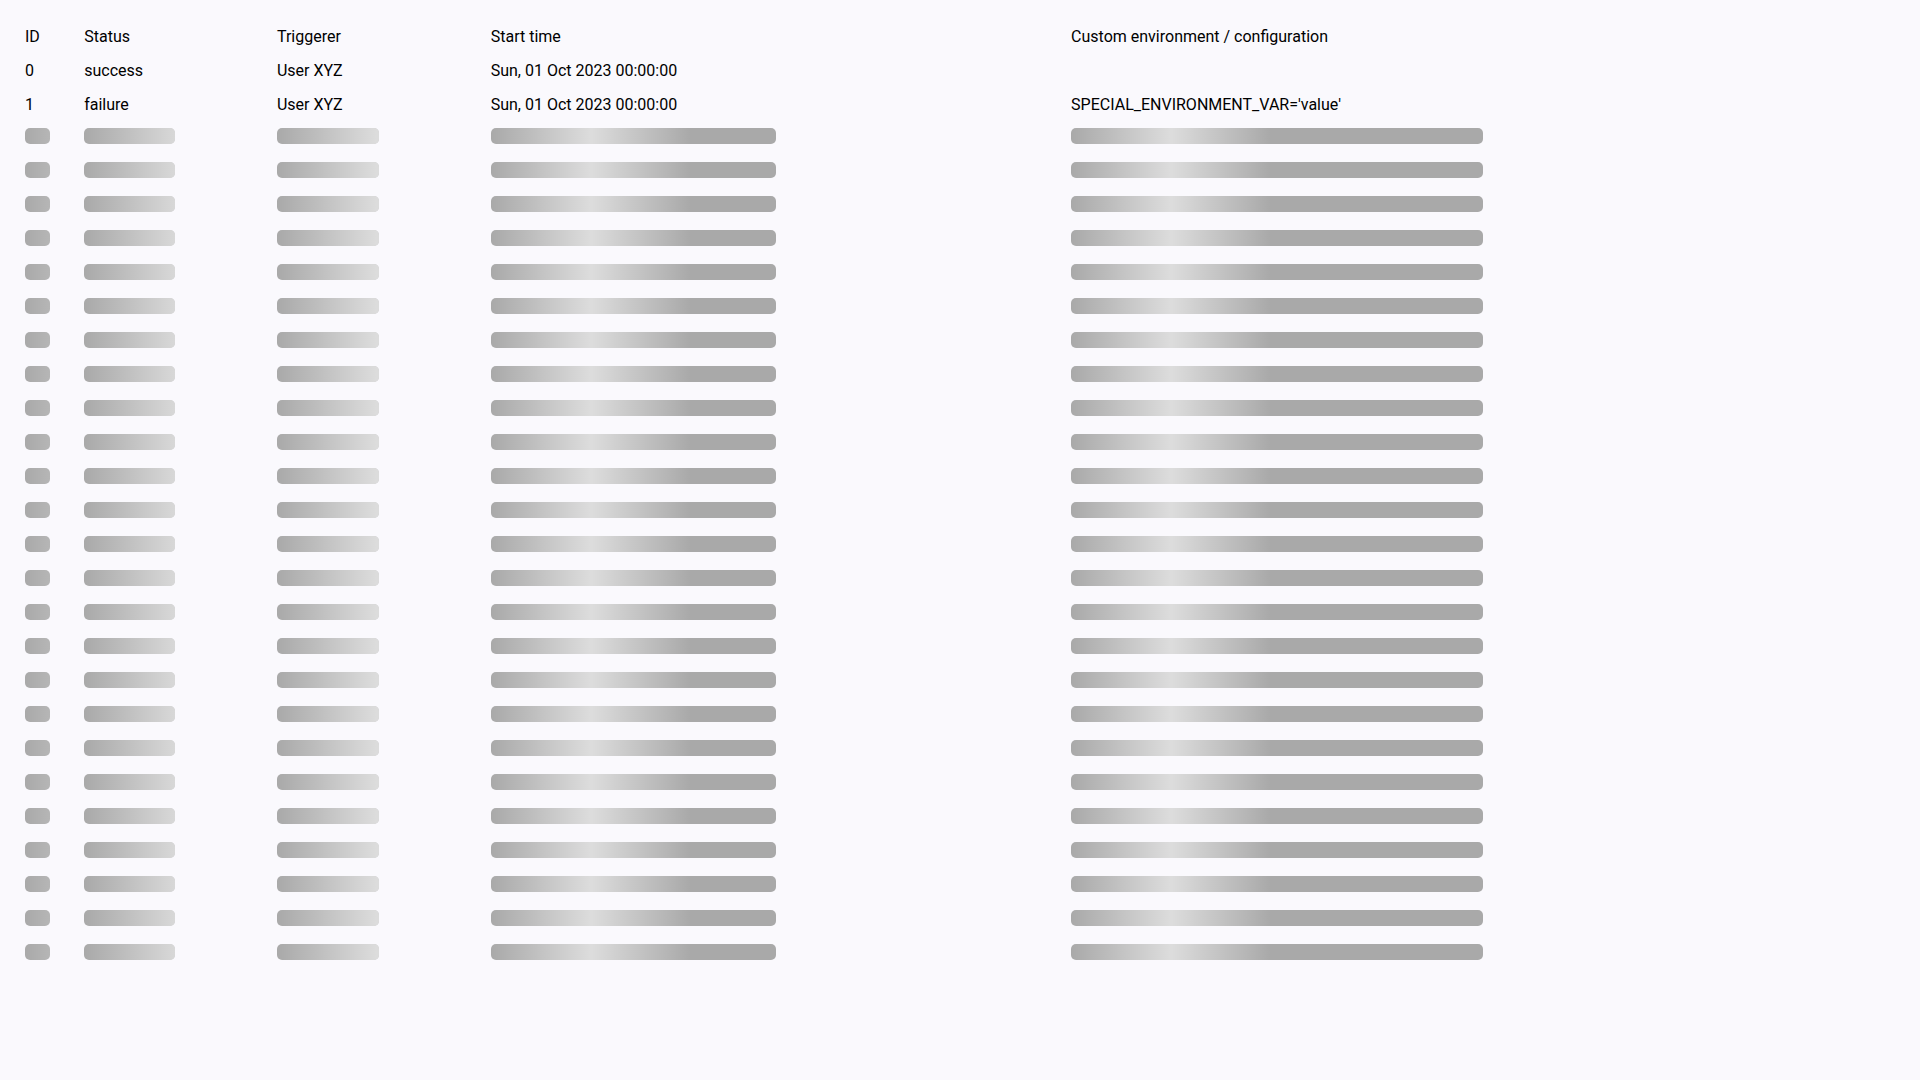 ID Status Triggerer Start time Custom environment / configuration
0 success User XYZ Sun, 01 Oct 2023 00:00:00
1 failure User XYZ Sun, 01 Oct 2023 00:00:00 SPECIAL_ENVIRONMENT_VAR='value'